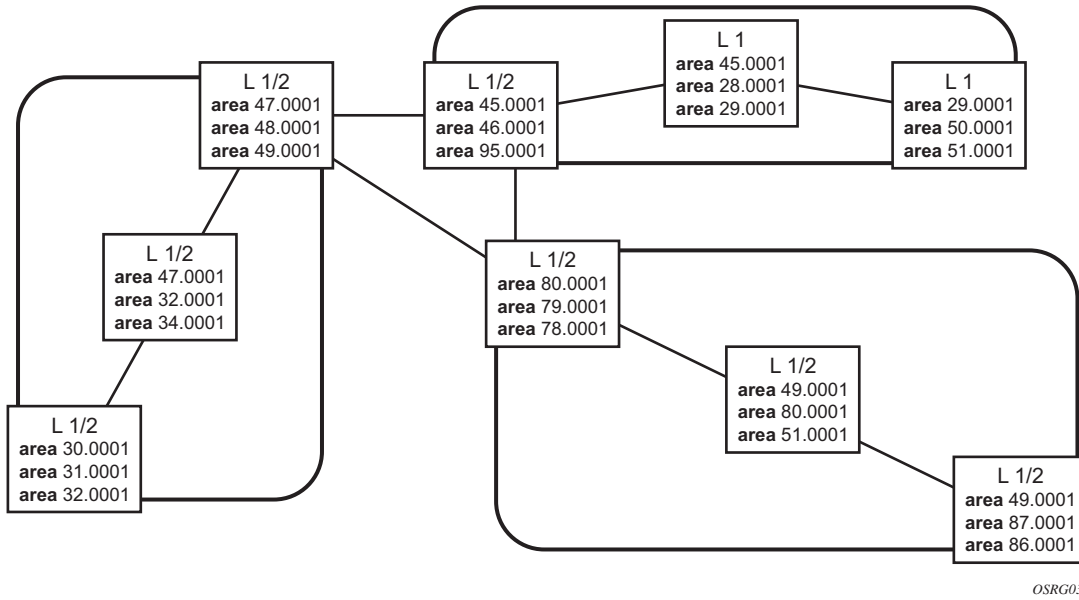 L 1
area 45.0001
area 28.0001
area 29.0001
L 1/2
area 47.0001
area 48.0001
area 49.0001
L 1/2
area 45.0001
area 46.0001
area 95.0001
L 1
area 29.0001
area 50.0001
area 51.0001
L 1/2
area 47.0001
area 32.0001
area 34.0001
L 1/2
area 80.0001
area 79.0001
area 78.0001
L 1/2
area 49.0001
area 80.0001
area 51.0001
L 1/2
area 30.0001
area 31.0001
area 32.0001
L 1/2
area 49.0001
area 87.0001
area 86.0001